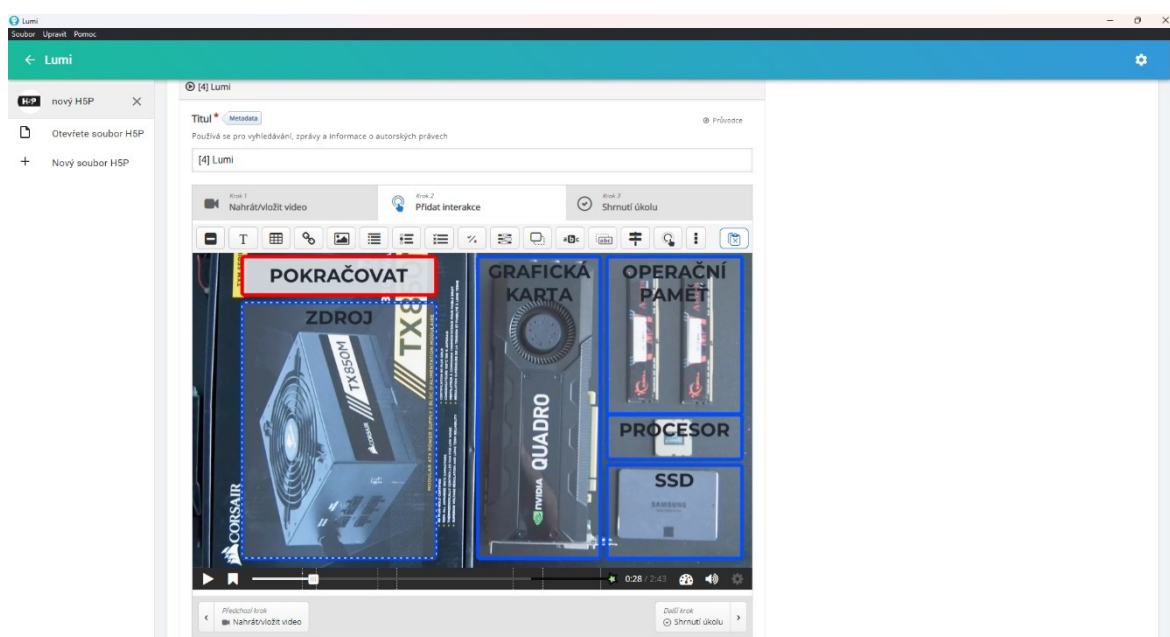 Lumi
Soubor Upravit Pomoc
← Lumi
H5P nový H5P
Otevřete soubor H5P
Nový soubor H5P
[4] Lumi
Titul * Metadata
Průvodce
Používá se pro vyhledávání, zprávy a informace o autorských právech
[4] Lumi
Krok 1
Nahrát/vložit video
Krok 2
Přidat interakce
Krok 3
Shrnutí úkolu
POKRAČOVAT
ZDROJ
GRAFICKÁ
KARTA
OPERAČNÍ
PAMĚŤ
PROCESOR
SSD
TX850M
CORSAIR
CORSAIR
NVIDIA QUADRO
SAMSUNG
0:28 / 2:43
Předchozí krok
Nahrát/vložit video
Další krok
Shrnutí úkolu